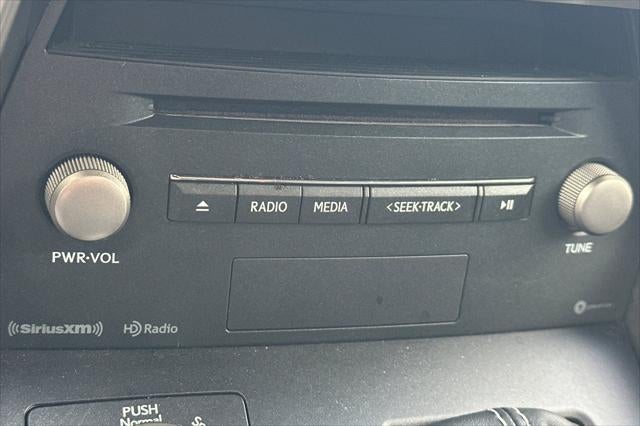 RADIO MEDIA <SEEK•TRACK>
PWR•VOL
TUNE
((SiriusXM)) HD Radio
PUSH
Normal